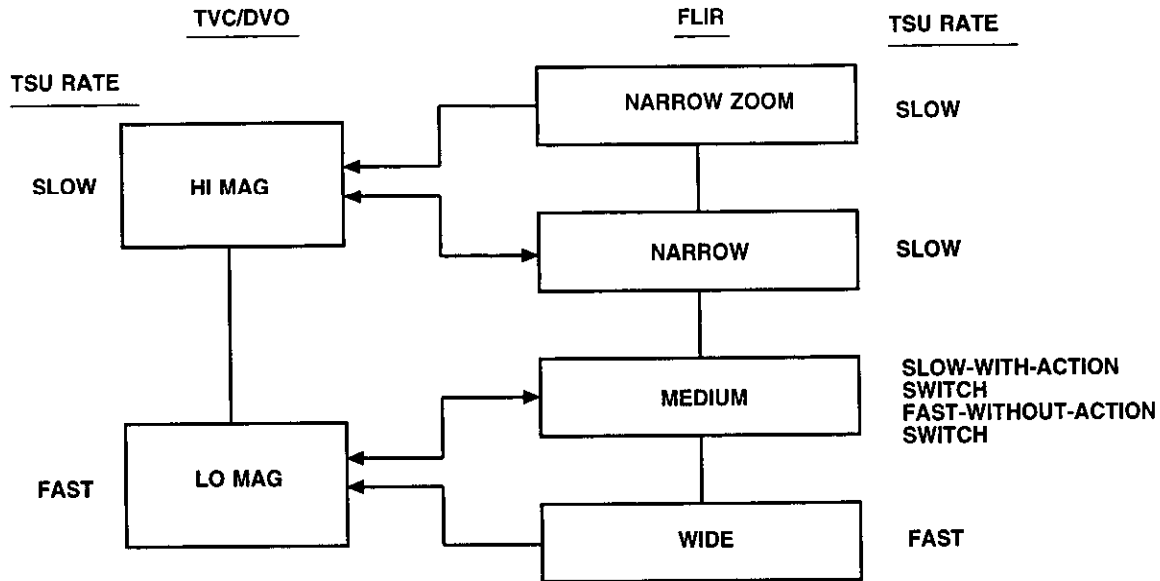 TVC/DVO
FLIR
TSU RATE
TSU RATE
NARROW ZOOM
SLOW
SLOW
HI MAG
NARROW
SLOW
MEDIUM
SLOW-WITH-ACTION
SWITCH
FAST-WITHOUT-ACTION
SWITCH
FAST
LO MAG
WIDE
FAST